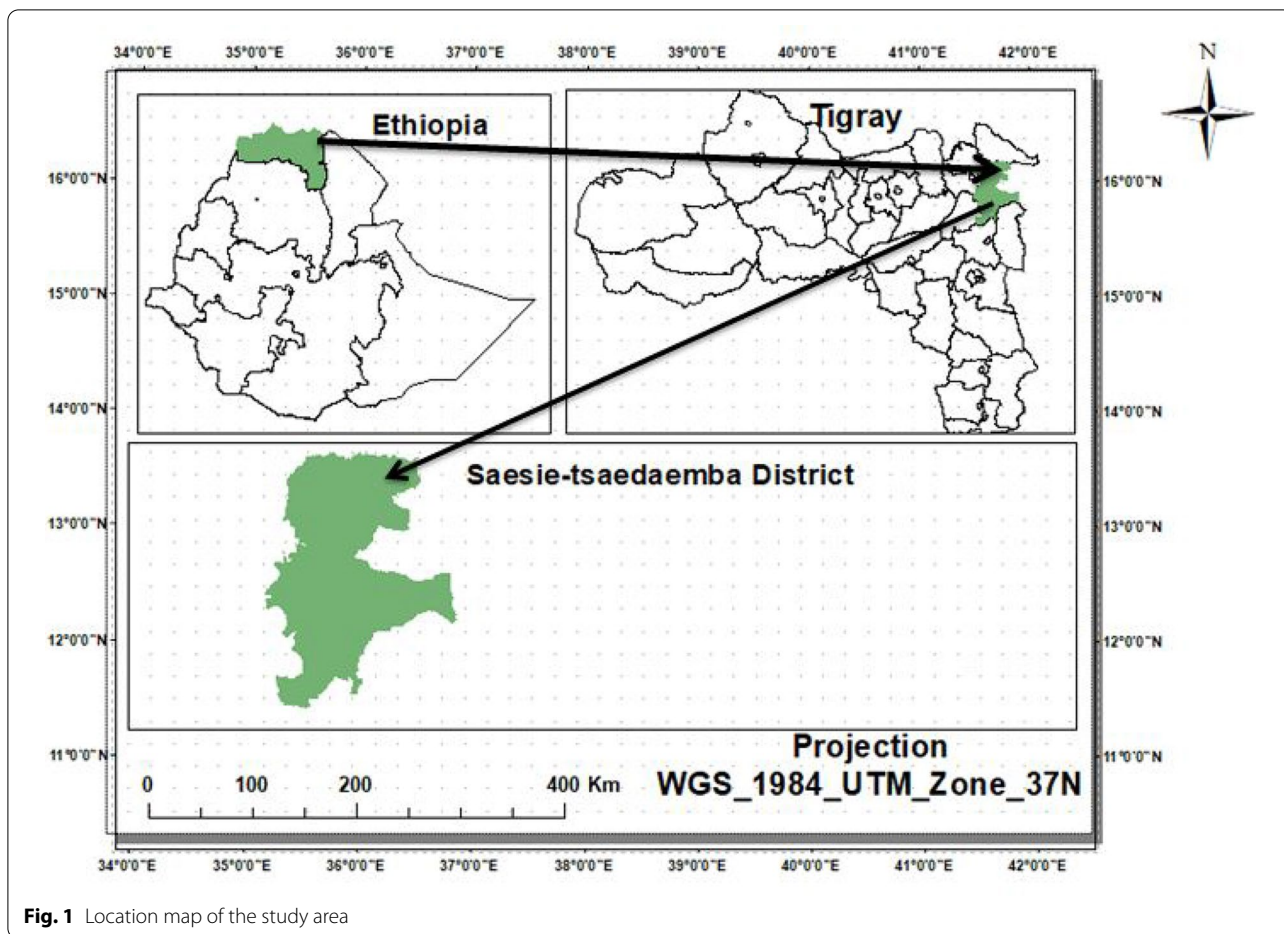 34°0'0"E 35°0'0"E 36°0'0"E 37°0'0"E 38°0'0"E 39°0'0"E 40°0'0"E 41°0'0"E 42°0'0"E
N
Ethiopia
Tigray
16°0'0"N
16°0'0"N
15°0'0"N
15°0'0"N
14°0'0"N
14°0'0"N
Saesie-tsaedaemba District
13°0'0"N
13°0'0"N
12°0'0"N
12°0'0"N
11°0'0"N
11°0'0"N
Projection
WGS_1984_UTM_Zone_37N
0 100 200 400 Km
34°0'0"E 35°0'0"E 36°0'0"E 37°0'0"E 38°0'0"E 39°0'0"E 40°0'0"E 41°0'0"E 42°0'0"E
Fig. 1 Location map of the study area